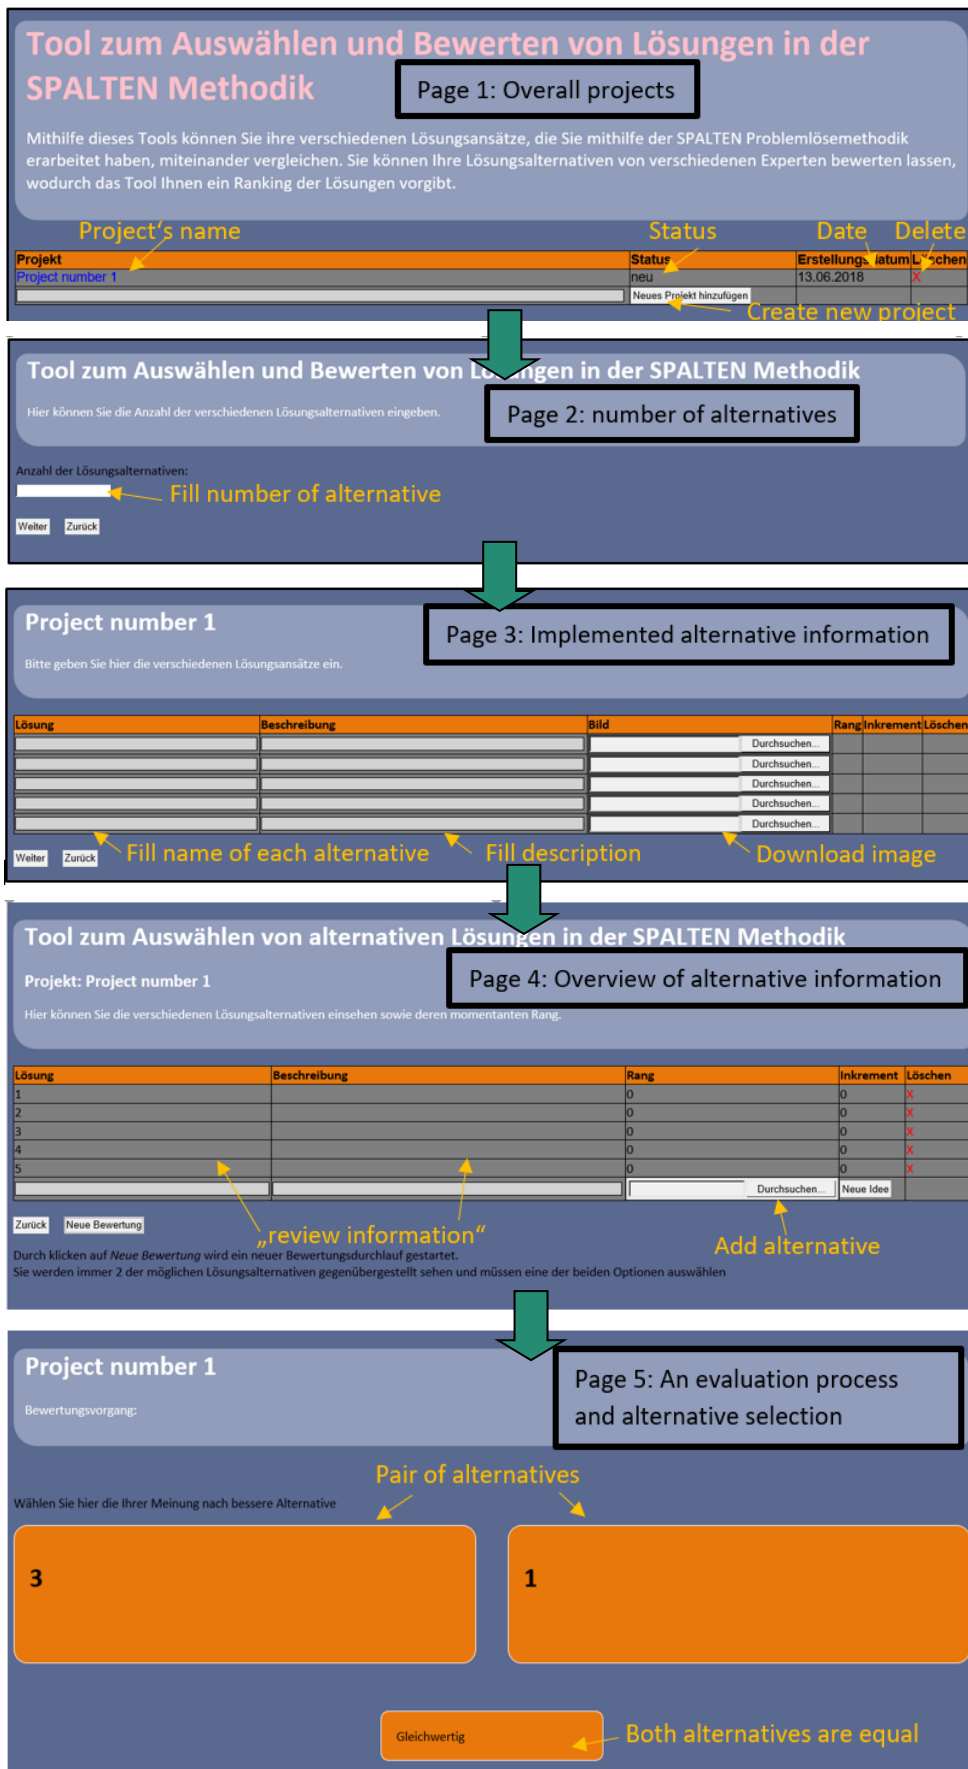 Tool zum Auswählen und Bewerten von Lösungen in der
SPALTEN Methodik
Page 1: Overall projects
Mithilfe dieses Tools können Sie ihre verschiedenen Lösungsansätze, die Sie mithilfe der SPALTEN Problemlösemethodik
erarbeitet haben, miteinander vergleichen. Sie können Ihre Lösungsalternativen von verschiedenen Experten bewerten lassen,
wodurch das Tool Ihnen ein Ranking der Lösungen vorgibt.
Project's name Status Date Delete
Projekt Status Erstellungsdatum Löschen
Project number 1 neu 13.06.2018 X
Neues Projekt hinzufügen
Create new project
Tool zum Auswählen und Bewerten von Lösungen in der SPALTEN Methodik
Hier können Sie die Anzahl der verschiedenen Lösungsalternativen eingeben.
Page 2: number of alternatives
Anzahl der Lösungsalternativen:
Fill number of alternative
Weiter Zurück
Project number 1
Page 3: Implemented alternative information
Bitte geben Sie hier die verschiedenen Lösungsansätze ein.
Lösung Beschreibung Bild Rang Inkrement Löschen
Durchsuchen...
Durchsuchen...
Durchsuchen...
Durchsuchen...
Durchsuchen...
Weiter Zurück Fill name of each alternative Fill description Download image
Tool zum Auswählen von alternativen Lösungen in der SPALTEN Methodik
Projekt: Project number 1
Page 4: Overview of alternative information
Hier können Sie die verschiedenen Lösungsalternativen einsehen sowie deren momentanten Rang.
Lösung Beschreibung Rang Inkrement Löschen
1 0 0 X
2 0 0 X
3 0 0 X
4 0 0 X
5 0 0 X
Durchsuchen... Neue Idee
Zurück Neue Bewertung
„review information“
Add alternative
Durch klicken auf Neue Bewertung wird ein neuer Bewertungsdurchlauf gestartet.
Sie werden immer 2 der möglichen Lösungsalternativen gegenübergestellt sehen und müssen eine der beiden Optionen auswählen
Project number 1
Page 5: An evaluation process
and alternative selection
Bewertungsvorgang:
Pair of alternatives
Wählen Sie hier die Ihrer Meinung nach bessere Alternative
3 1
Gleichwertig
Both alternatives are equal